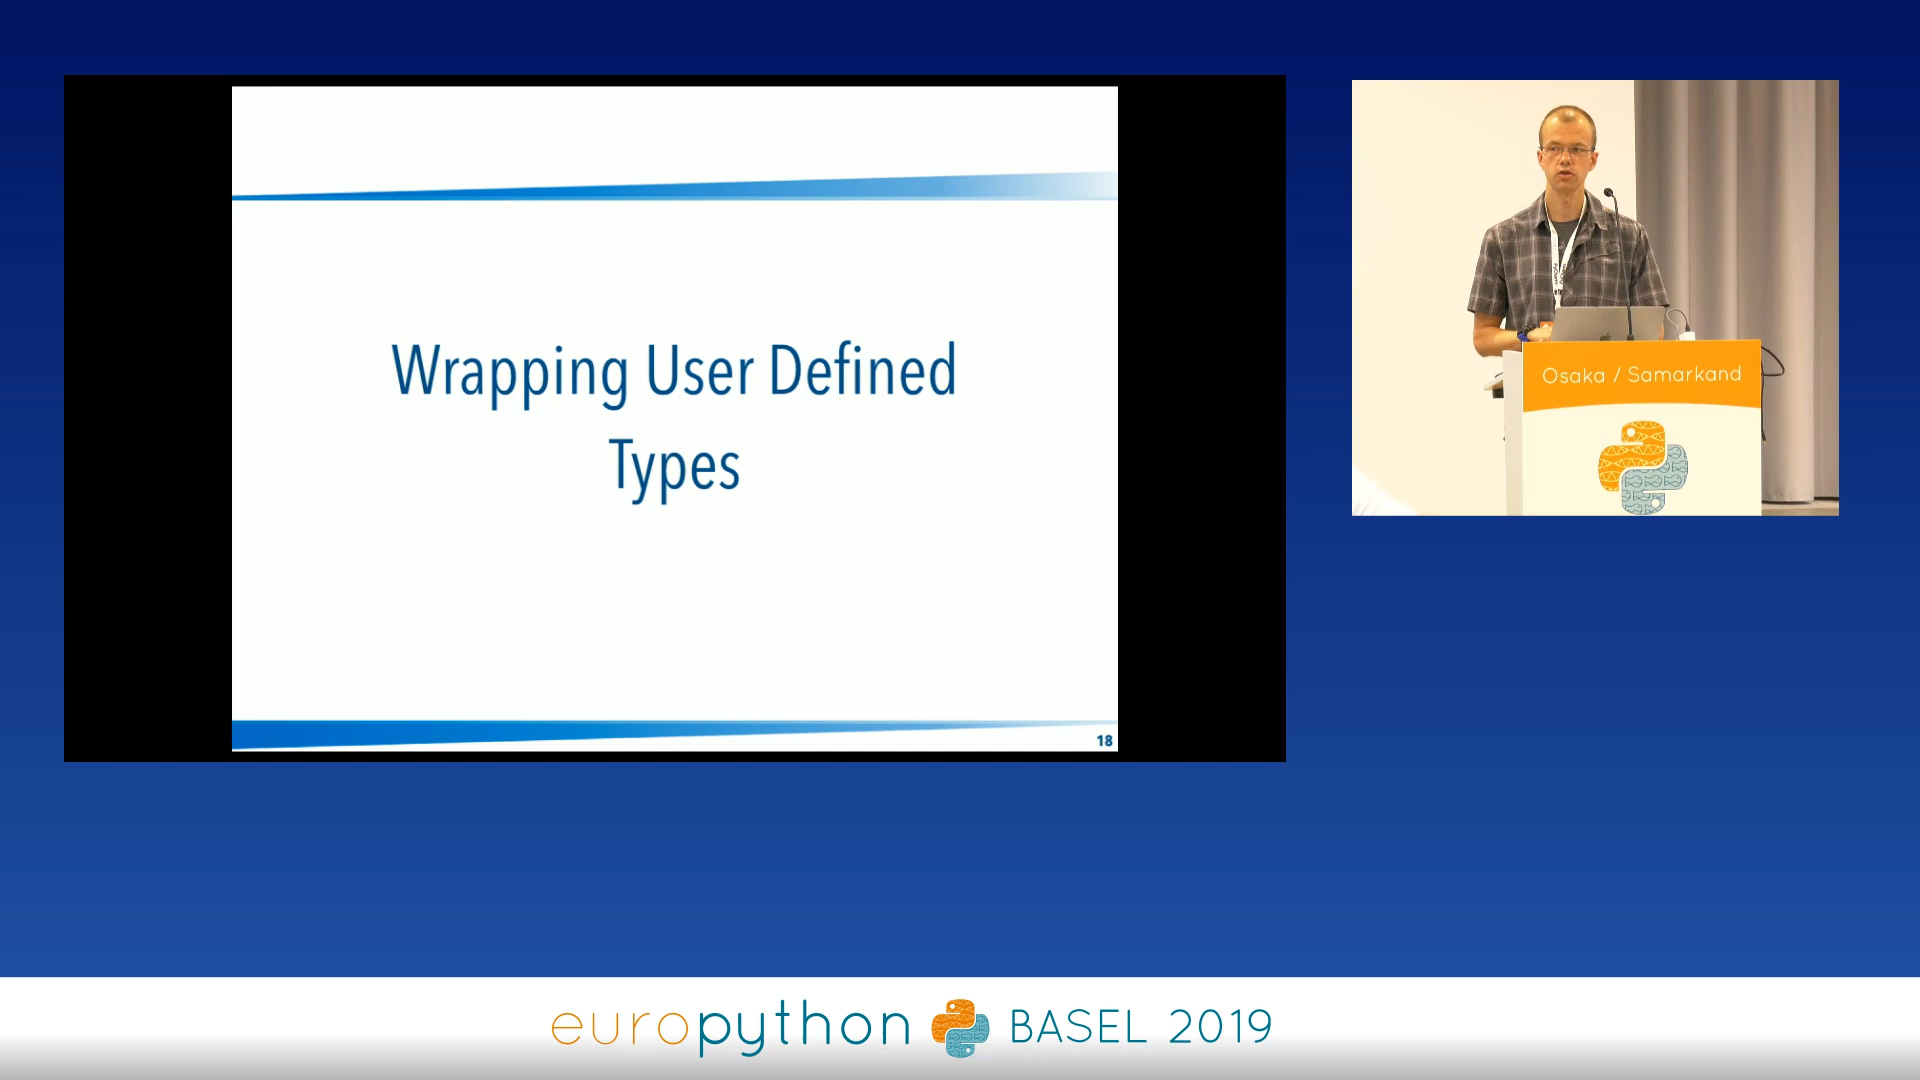 Wrapping User Defined
Types
18
Osaka / Samarkand
europython BASEL 2019